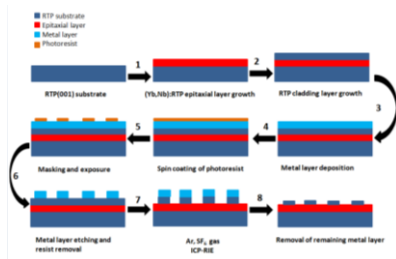 RTP substrate
Epitaxial layer
Metal layer
Photoresist
1
2
RTP(001) substrate
(Yb,Nb):RTP epitaxial layer growth
RTP cladding layer growth
3
5
4
Masking and exposure
Spin coating of photoresist
Metal layer deposition
6
7
8
Metal layer etching and
resist removal
Ar, SF₆, gas
ICP-RIE
Removal of remaining metal layer